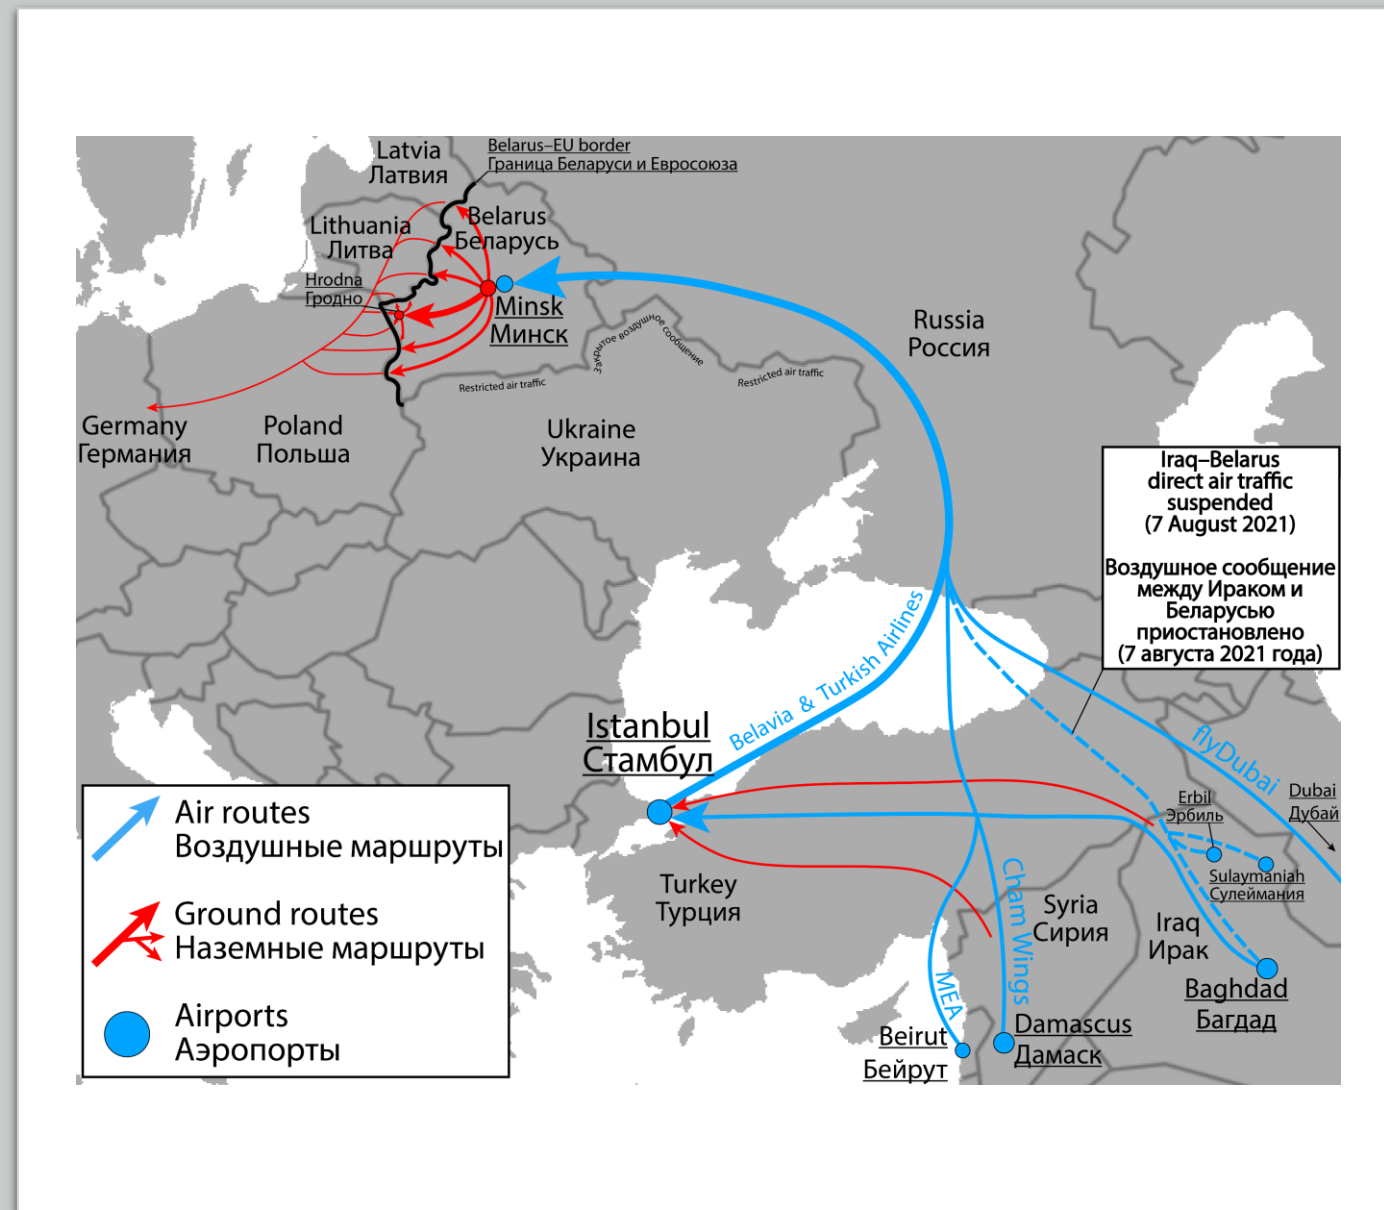 Latvia
Латвия
Belarus–EU border
Граница Беларуси и Евросоюза
Lithuania
Литва
Belarus
Беларусь
Hrodna
Гродно
Minsk
Минск
Russia
Россия
Закрытое воздушное сообщение
Restricted air traffic
Restricted air traffic
Germany
Германия
Poland
Польша
Ukraine
Украина
Iraq–Belarus
direct air traffic
suspended
(7 August 2021)
Воздушное сообщение
между Ираком и
Беларусью
приостановлено
(7 августа 2021 года)
Belavia & Turkish Airlines
Istanbul
Стамбул
flyDubai
Dubai
Дубай
Erbil
Эрбиль
Sulaymaniah
Сулеймания
Turkey
Турция
Cham Wings
Syria
Сирия
Iraq
Ирак
MEA
Baghdad
Багдад
Beirut
Бейрут
Damascus
Дамаск
Air routes
Воздушные маршруты
Ground routes
Наземные маршруты
Airports
Аэропорты